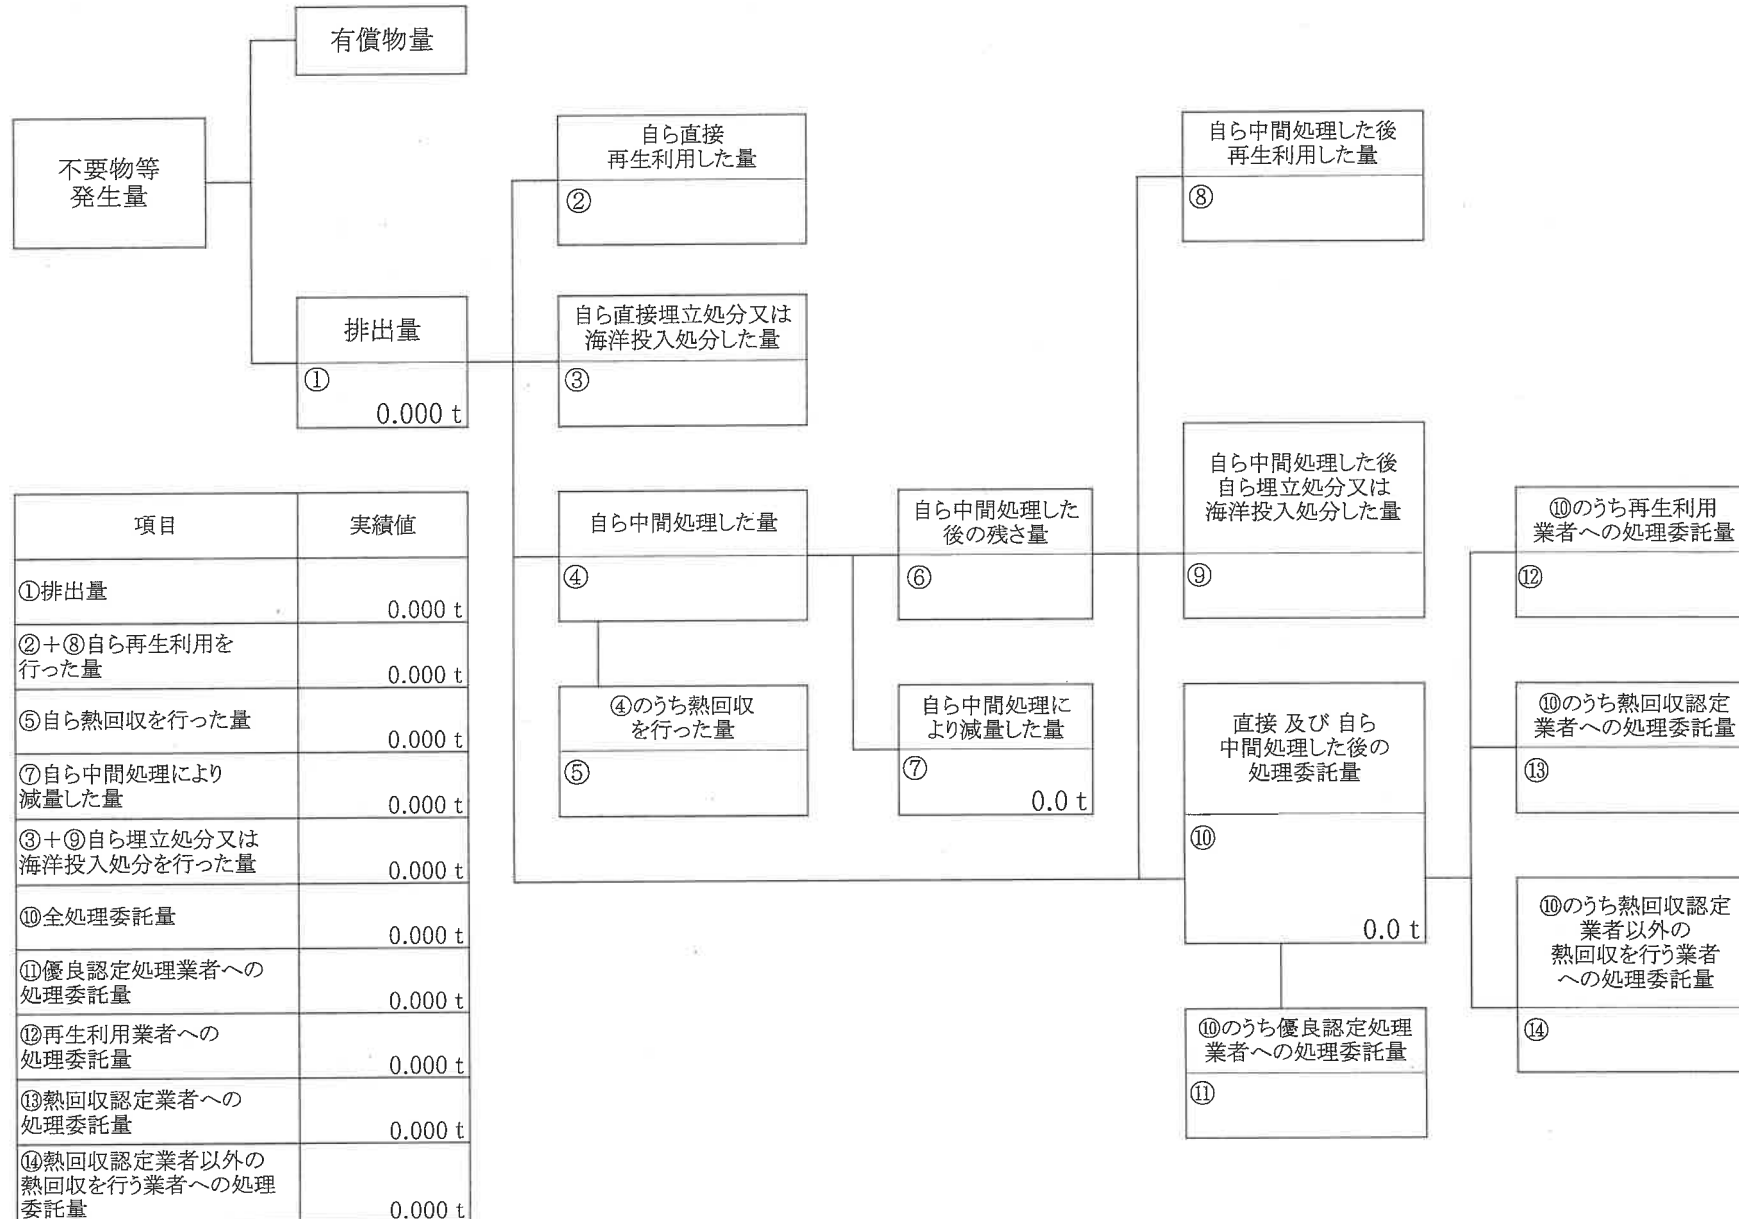 有償物量
不要物等
発生量
排出量
①
0.000 t
自ら直接
再生利用した量
②
自ら直接埋立処分又は
海洋投入処分した量
③
自ら中間処理した量
④
④のうち熱回収
を行った量
⑤
自ら中間処理した
後の残さ量
⑥
自ら中間処理に
より減量した量
⑦
0.0 t
自ら中間処理した後
再生利用した量
⑧
自ら中間処理した後
自ら埋立処分又は
海洋投入処分した量
⑨
直接 及び 自ら
中間処理した後の
処理委託量
⑩
0.0 t
⑩のうち優良認定処理
業者への処理委託量
⑪
⑩のうち再生利用
業者への処理委託量
⑫
⑩のうち熱回収認定
業者への処理委託量
⑬
⑩のうち熱回収認定
業者以外の
熱回収を行う業者
への処理委託量
⑭
項目
実績値
①排出量
0.000 t
②+⑧自ら再生利用を
行った量
0.000 t
⑤自ら熱回収を行った量
0.000 t
⑦自ら中間処理により
減量した量
0.000 t
③+⑨自ら埋立処分又は
海洋投入処分を行った量
0.000 t
⑩全処理委託量
0.000 t
⑪優良認定処理業者への
処理委託量
0.000 t
⑫再生利用業者への
処理委託量
0.000 t
⑬熱回収認定業者への
処理委託量
0.000 t
⑭熱回収認定業者以外の
熱回収を行う業者への処理
委託量
0.000 t